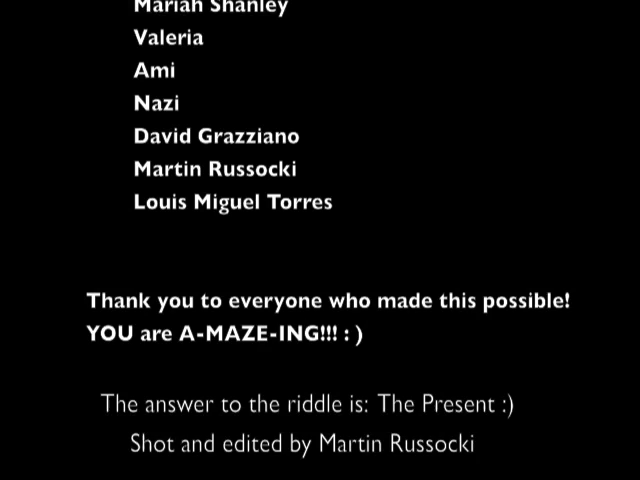 Mariah Shanley
Valeria
Ami
Nazi
David Grazziano
Martin Russocki
Louis Miguel Torres
Thank you to everyone who made this possible!
YOU are A-MAZE-ING!!! : )
The answer to the riddle is: The Present :)
Shot and edited by Martin Russocki